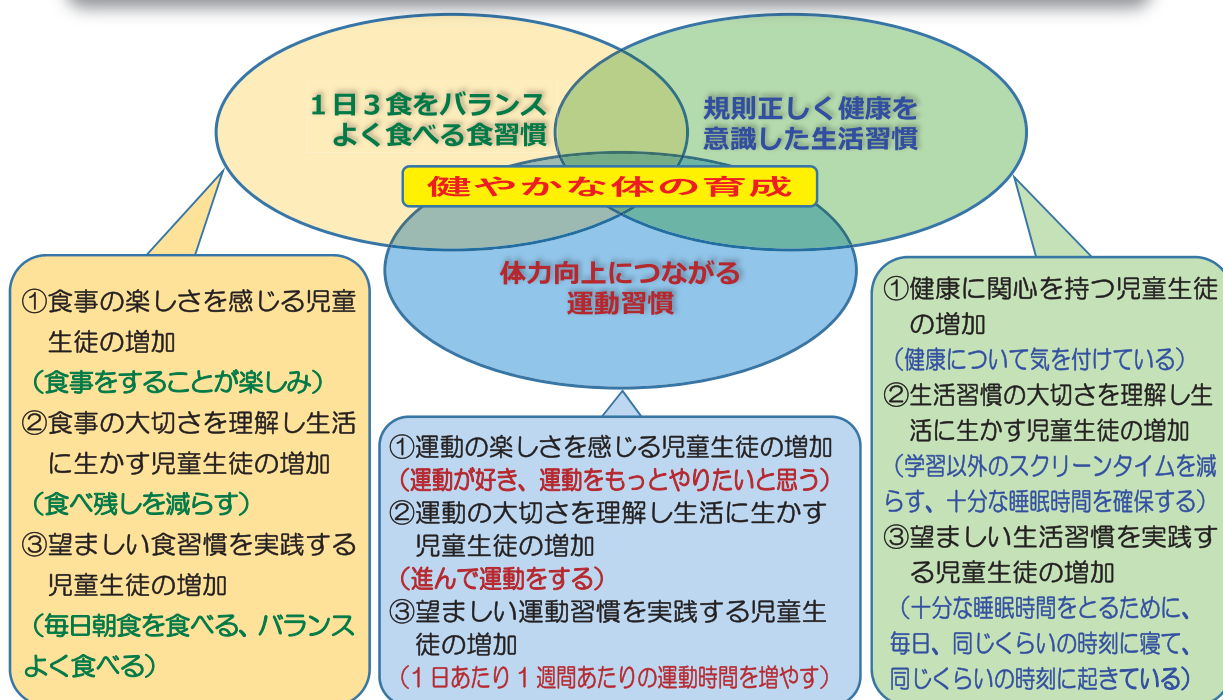 １日３食をバランス
よく食べる食習慣
規則正しく健康を
意識した生活習慣
健やかな体の育成
体力向上につながる
運動習慣
①食事の楽しさを感じる児童
生徒の増加
（食事をすることが楽しみ）
②食事の大切さを理解し生活
に生かす児童生徒の増加
（食べ残しを減らす）
③望ましい食習慣を実践する
児童生徒の増加
（毎日朝食を食べる、バランス
よく食べる）
①運動の楽しさを感じる児童生徒の増加
（運動が好き、運動をもっとやりたいと思う）
②運動の大切さを理解し生活に生かす
児童生徒の増加
（進んで運動をする）
③望ましい運動習慣を実践する児童生
徒の増加
（1日あたり1週間あたりの運動時間を増やす）
①健康に関心を持つ児童生徒
の増加
（健康について気を付けている）
②生活習慣の大切さを理解し生
活に生かす児童生徒の増加
（学習以外のスクリーンタイムを減
らす、十分な睡眠時間を確保する）
③望ましい生活習慣を実践す
る児童生徒の増加
（十分な睡眠時間をとるために、
毎日、同じくらいの時刻に寝て、
同じくらいの時刻に起きている）